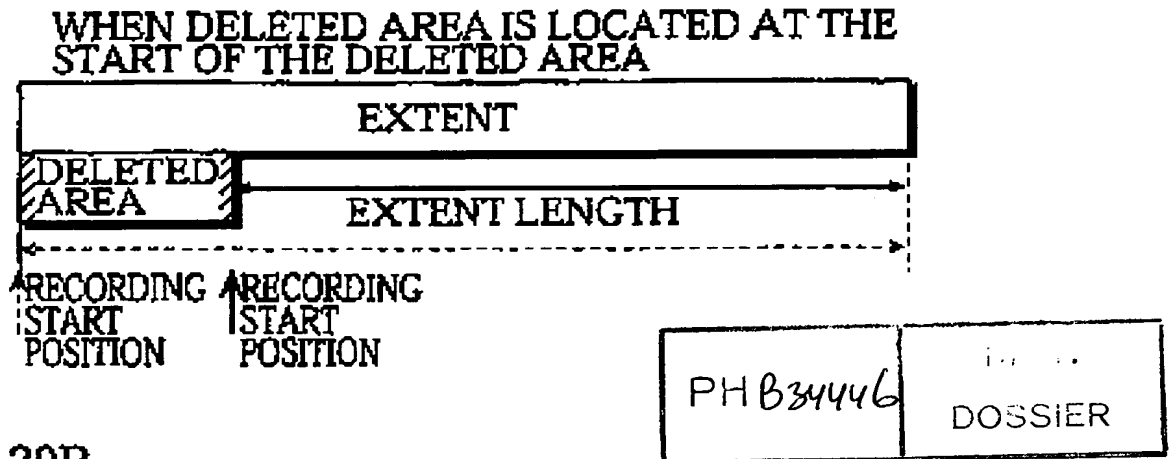 WHEN DELETED AREA IS LOCATED AT THE
START OF THE DELETED AREA
EXTENT
DELETED
AREA
EXTENT LENGTH
RECORDING
START
POSITION
RECORDING
START
POSITION
PHB34446
DOSSIER